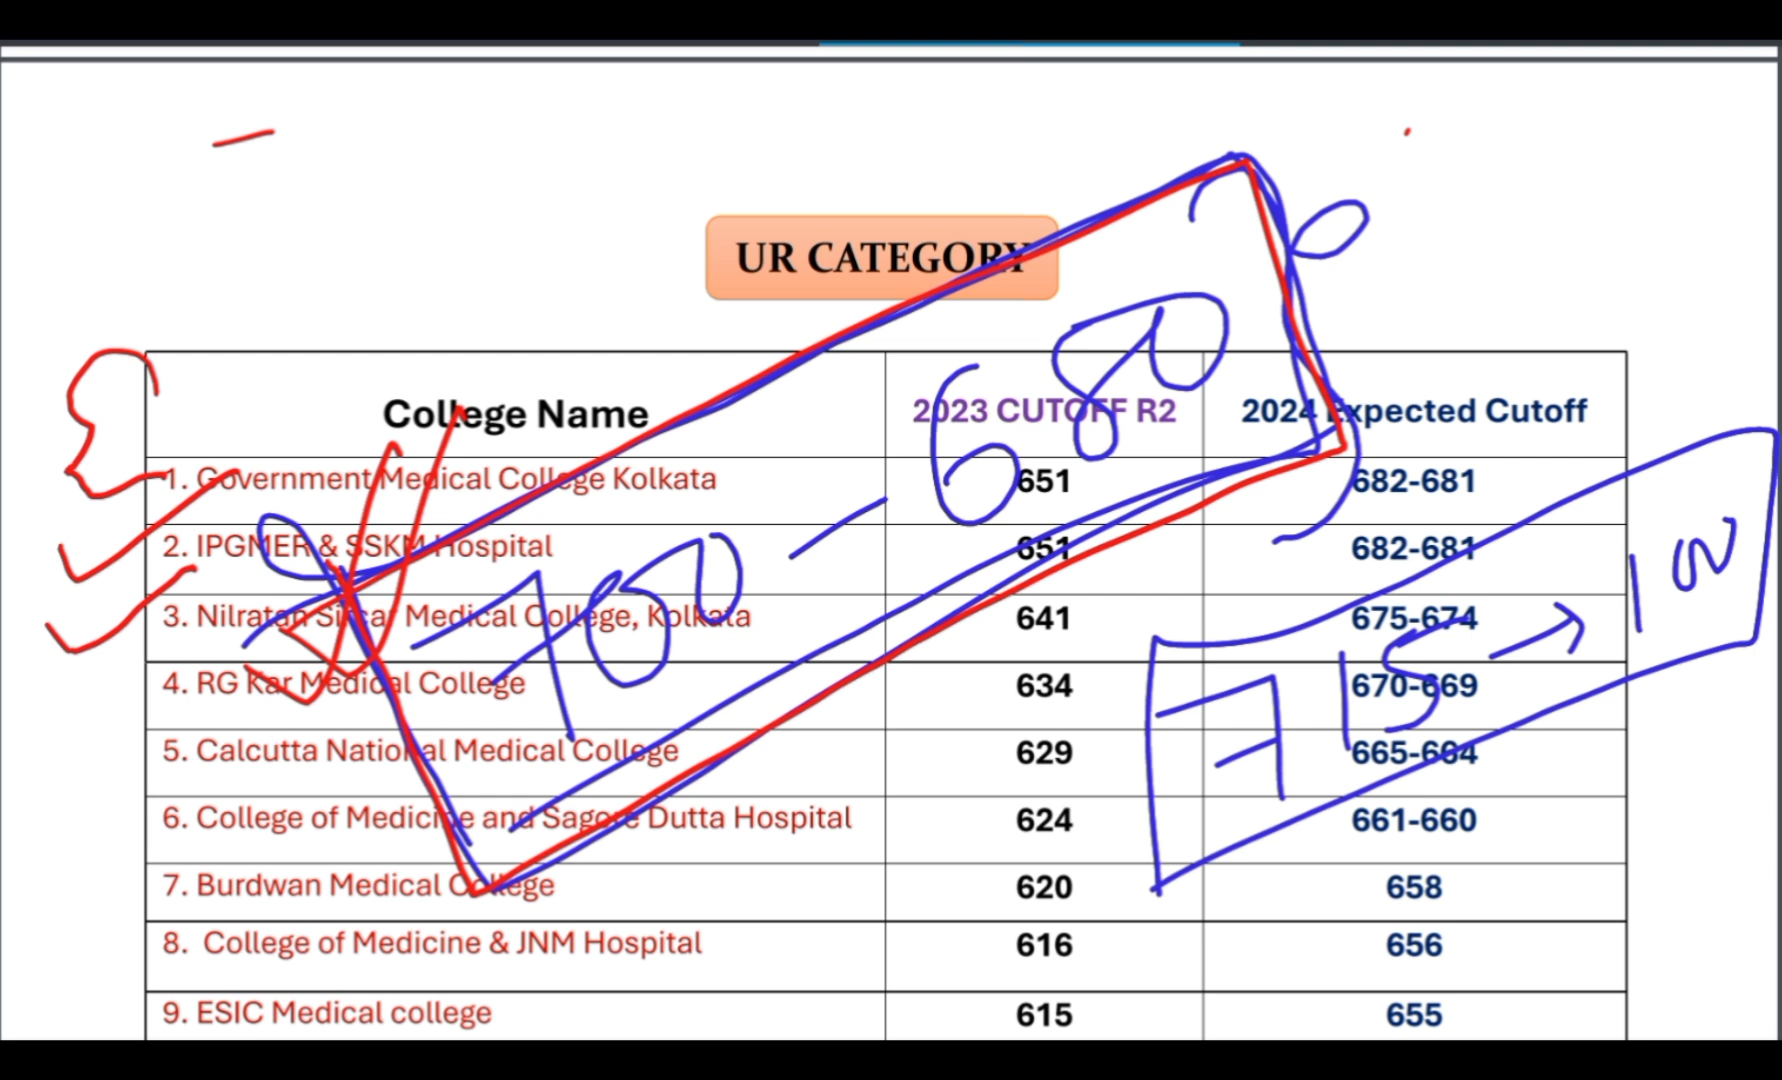 UR CATEGORY
College Name 2023 CUTOFF R2 2024 Expected Cutoff
1. Government Medical College Kolkata 651 682-681
2. IPGMER & SSKM Hospital 651 682-681
3. Nilratan Sircar Medical College, Kolkata 641 675-674
4. RG Kar Medical College 634 670-669
5. Calcutta National Medical College 629 665-664
6. College of Medicine and Sagore Dutta Hospital 624 661-660
7. Burdwan Medical College 620 658
8. College of Medicine & JNM Hospital 616 656
9. ESIC Medical college 615 655
700 - 680
715 → 100